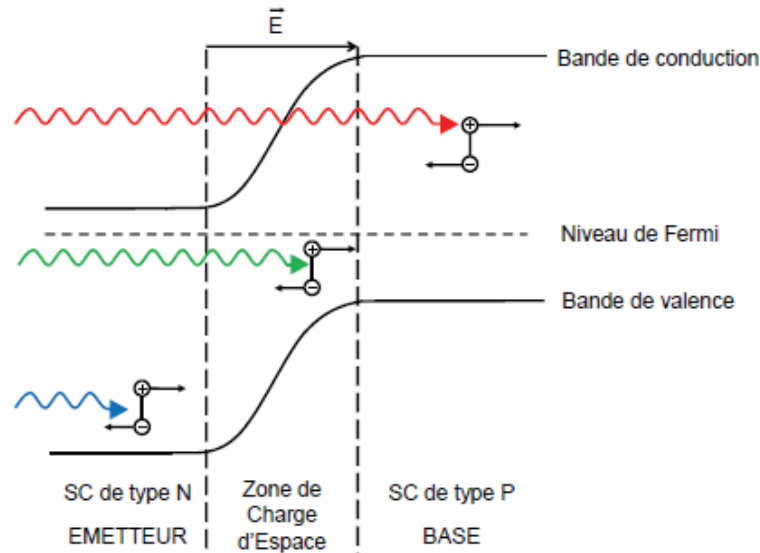 E
Bande de conduction
+
-
Niveau de Fermi
+
-
Bande de valence
+
-
SC de type N
EMETTEUR
Zone de
Charge
d'Espace
SC de type P
BASE